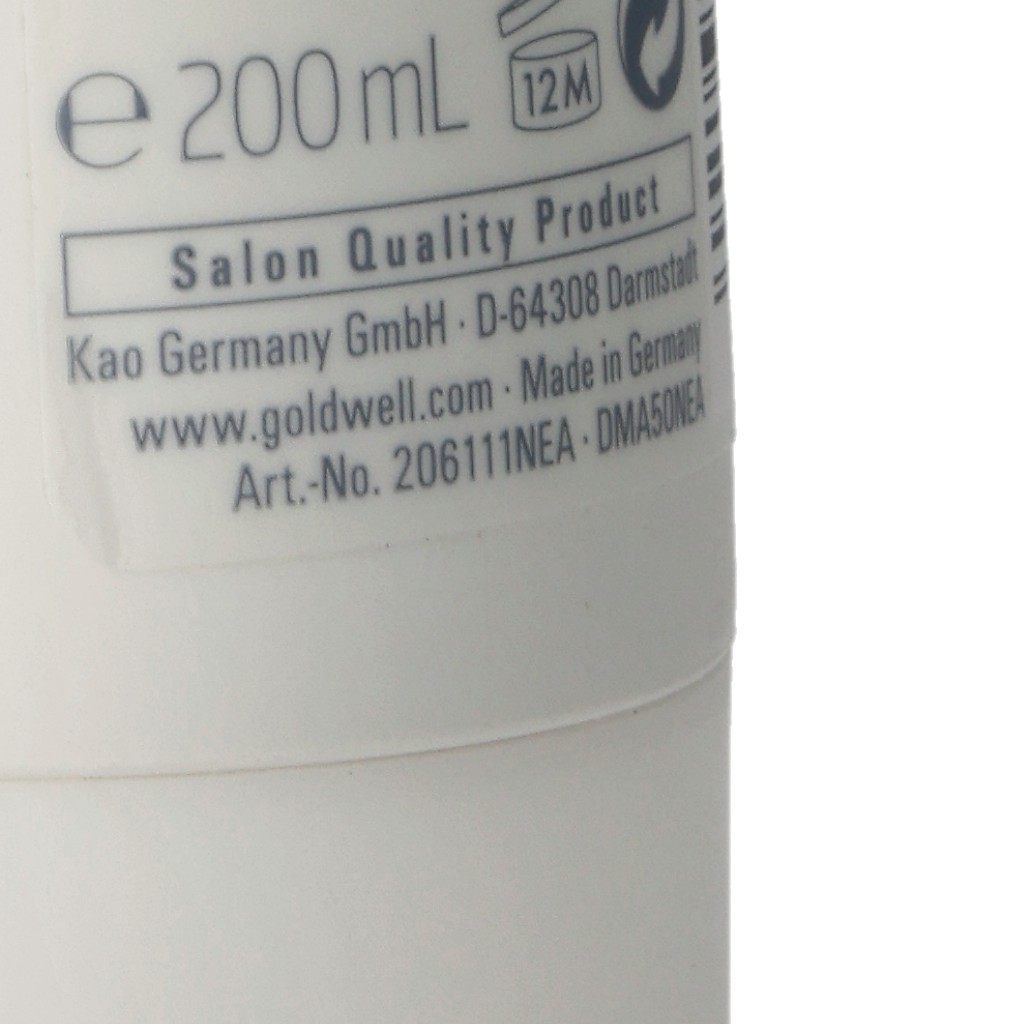 ℮ 200 mL 12M
Salon Quality Product
Kao Germany GmbH · D-64308 Darmstadt
www.goldwell.com · Made in Germany
Art.-No. 206111NEA · DMA50NEA